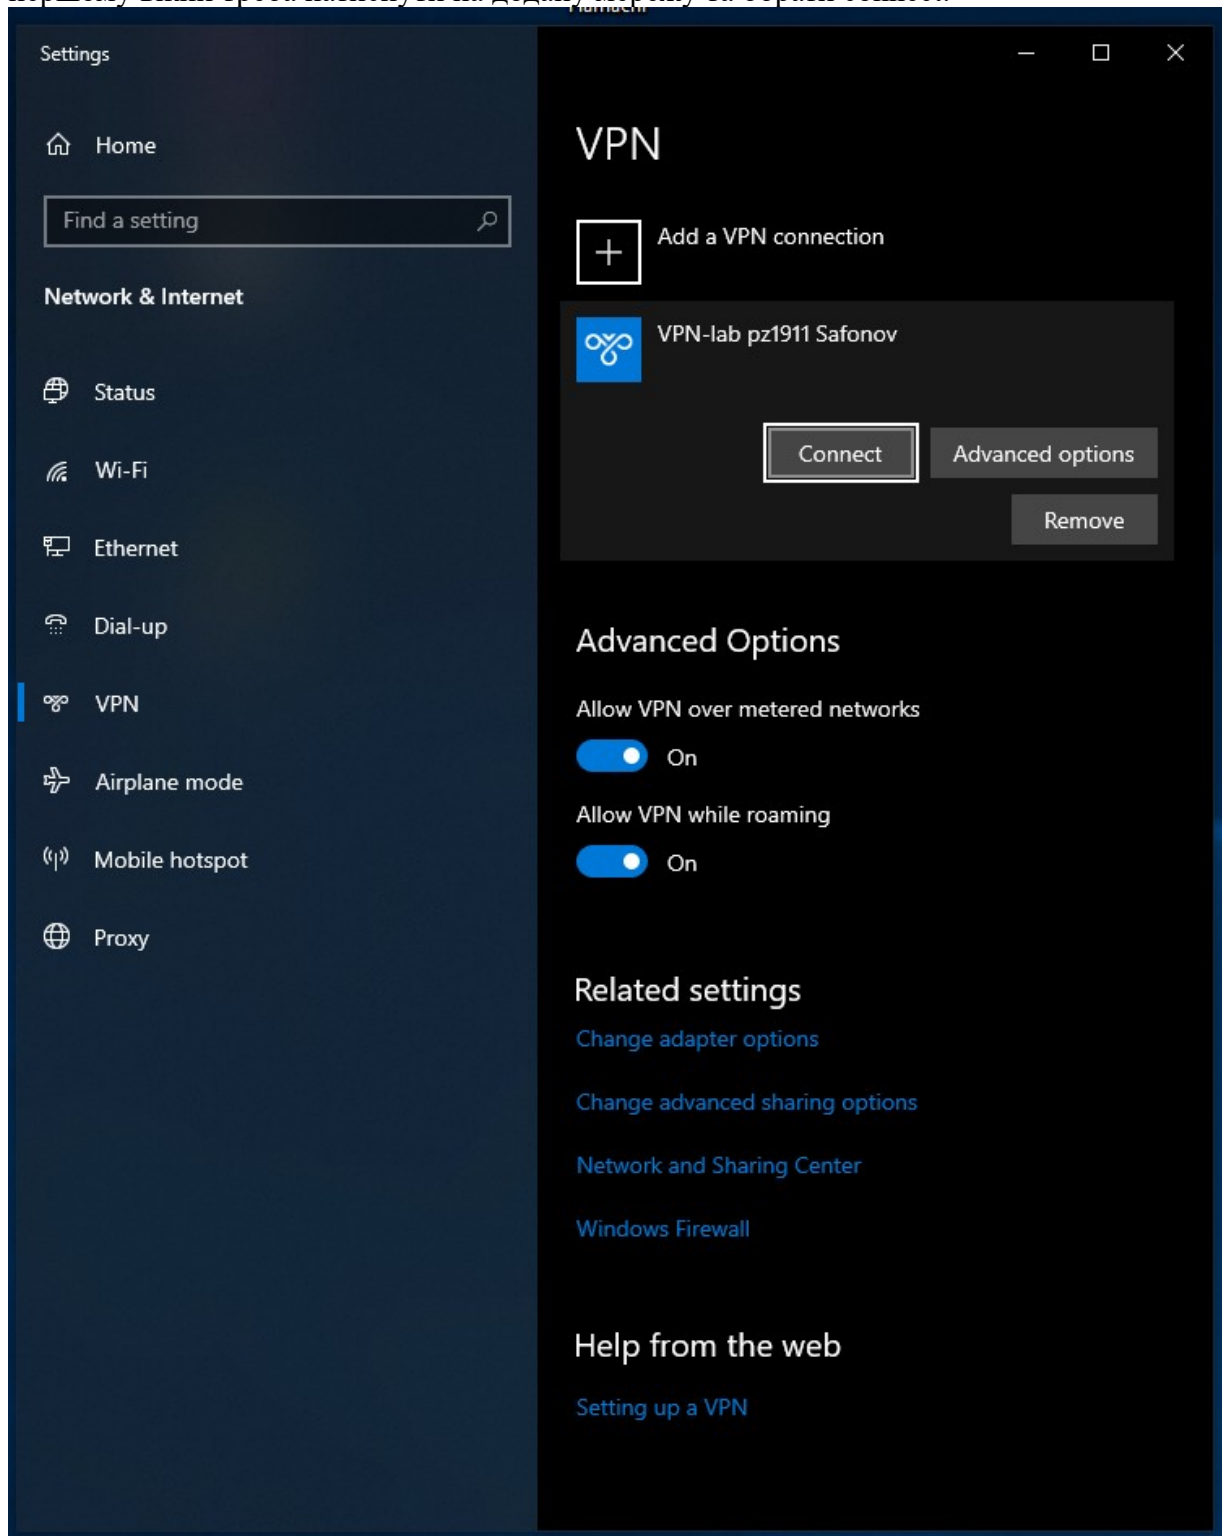 Settings
Home
Find a setting
Network & Internet
Status
Wi-Fi
Ethernet
Dial-up
VPN
Airplane mode
Mobile hotspot
Proxy
VPN
Add a VPN connection
VPN-lab pz1911 Safonov
Connect
Advanced options
Remove
Advanced Options
Allow VPN over metered networks
On
Allow VPN while roaming
On
Related settings
Change adapter options
Change advanced sharing options
Network and Sharing Center
Windows Firewall
Help from the web
Setting up a VPN